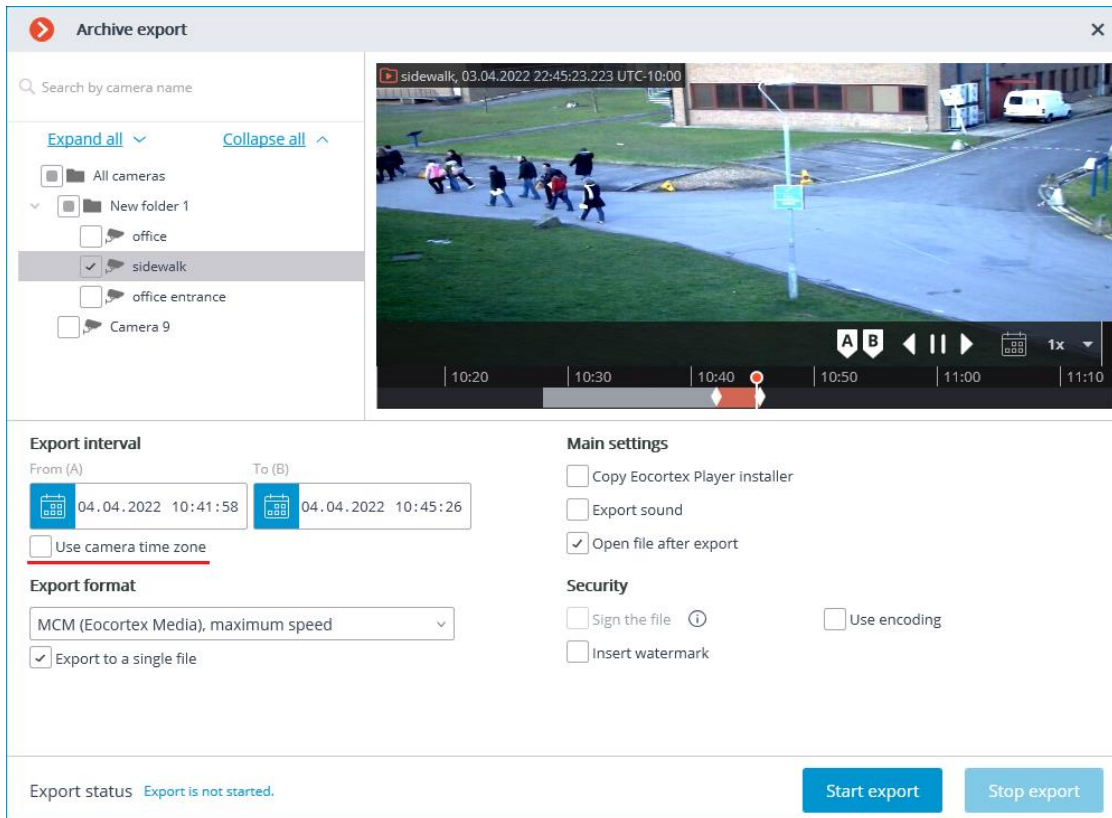 Archive export
Search by camera name
Expand all
Collapse all
All cameras
New folder 1
office
sidewalk
office entrance
Camera 9
sidewalk, 03.04.2022 22:45:23.223 UTC-10:00
A B 1x
10:20 10:30 10:40 10:50 11:00 11:10
Export interval
From (A) To (B)
04.04.2022 10:41:58 04.04.2022 10:45:26
Use camera time zone
Export format
MCM (Eocortex Media), maximum speed
Export to a single file
Main settings
Copy Eocortex Player installer
Export sound
Open file after export
Security
Sign the file Use encoding
Insert watermark
Export status Export is not started.
Start export Stop export